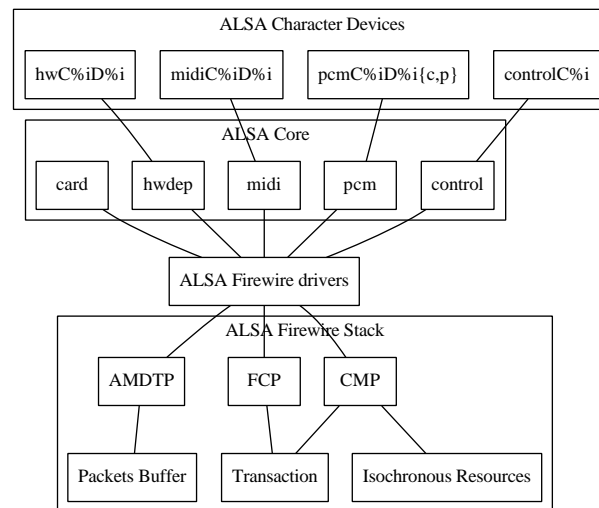 ALSA Character Devices
hwC%iD%i
midiC%iD%i
pcmC%iD%i{c,p}
controlC%i
ALSA Core
card
hwdep
midi
pcm
control
ALSA Firewire drivers
ALSA Firewire Stack
AMDTP
FCP
CMP
Packets Buffer
Transaction
Isochronous Resources